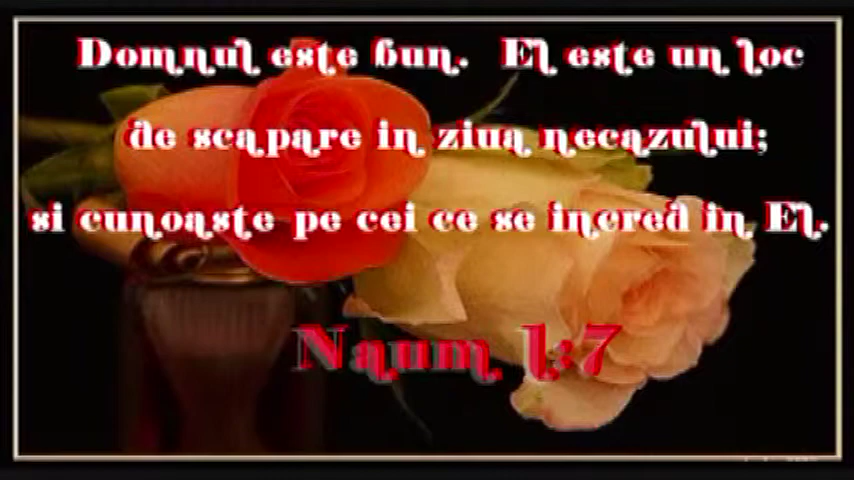 Domnul este bun. El este un loc
de scapare in ziua necazului;
si cunoaste pe cei ce se incred in El.
Naum 1:7